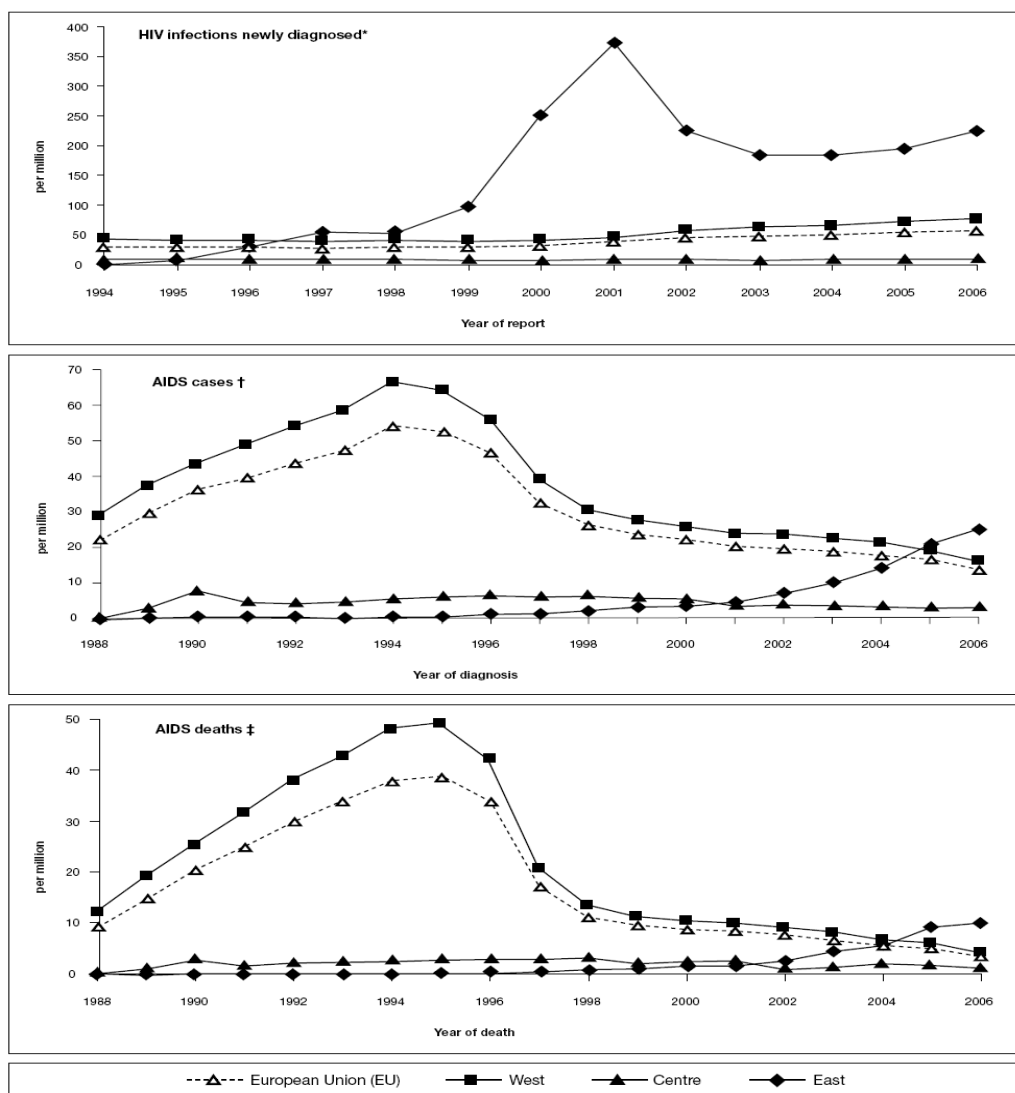 HIV infections newly diagnosed*
400
350
300
250
200
150
100
50
0
per million
1994 1995 1996 1997 1998 1999 2000 2001 2002 2003 2004 2005 2006
Year of report
AIDS cases †
70
60
50
40
30
20
10
0
per million
1988 1990 1992 1994 1996 1998 2000 2002 2004 2006
Year of diagnosis
AIDS deaths ‡
50
40
30
20
10
0
per million
1988 1990 1992 1994 1996 1998 2000 2002 2004 2006
Year of death
European Union (EU) West Centre East